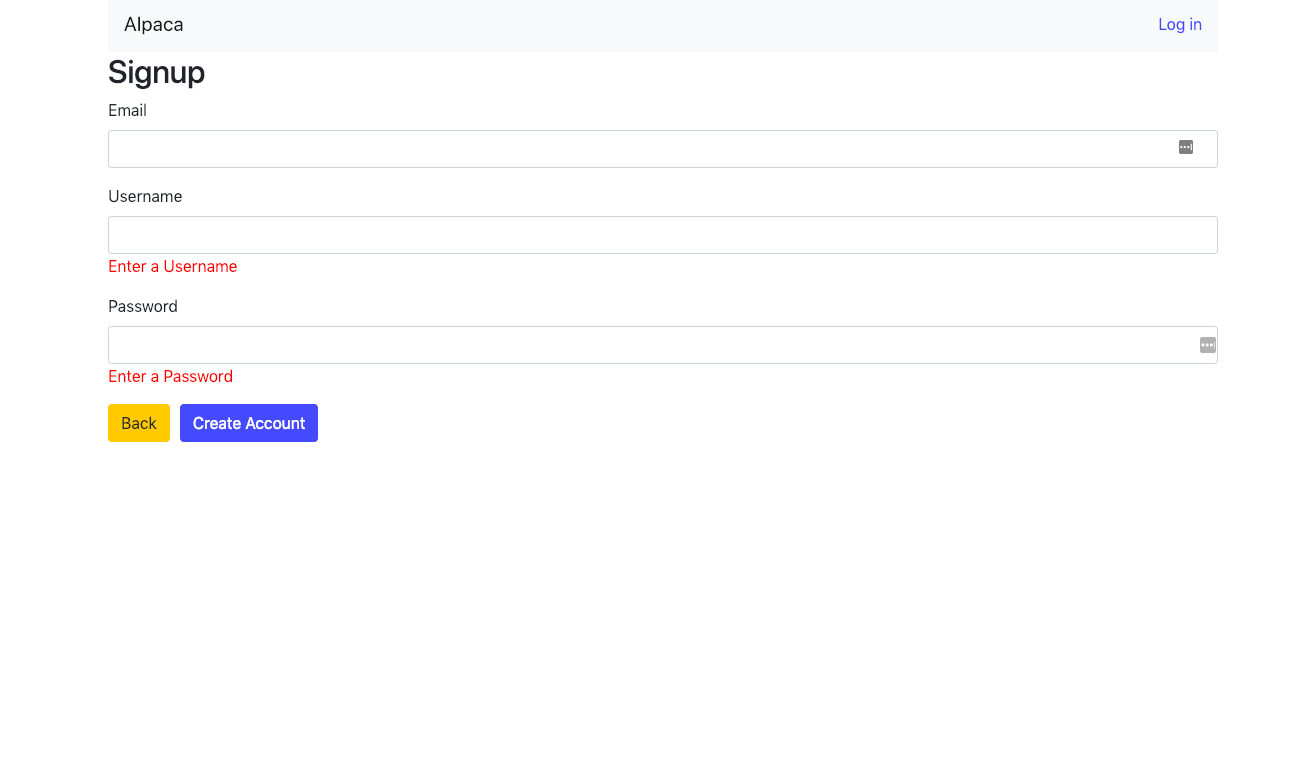 Alpaca Log in
Signup
Email
Username
Enter a Username
Password
Enter a Password
Back Create Account